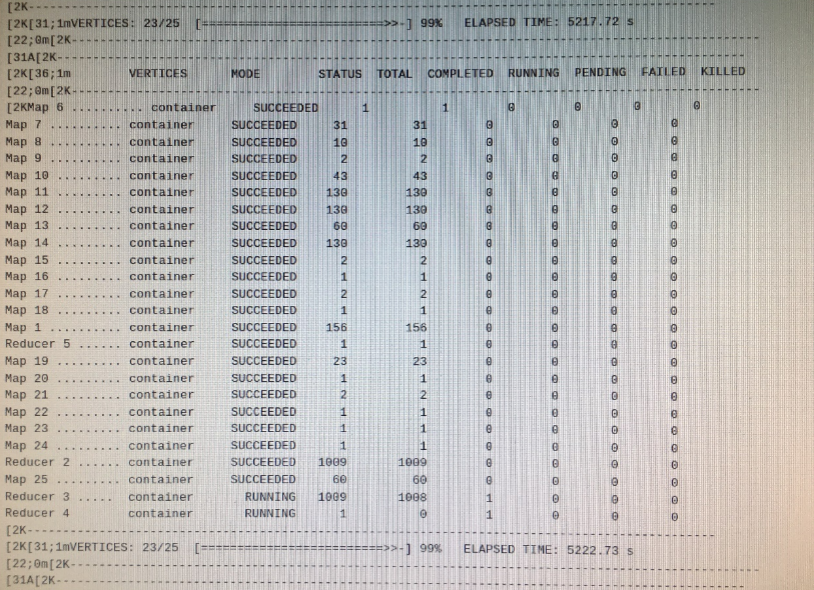 [2K----------------------------------------------------------------------------------------------
[2K[31;1mVERTICES: 23/25  [==========================>>-] 99%   ELAPSED TIME: 5217.72 s
[22;0m[2K----------------------------------------------------------------------------------------------
[31A[2K----------------------------------------------------------------------------------------------
[2K[36;1m        VERTICES      MODE        STATUS  TOTAL  COMPLETED  RUNNING  PENDING  FAILED  KILLED
[22;0m[2K----------------------------------------------------------------------------------------------
[2KMap 6 .......... container     SUCCEEDED      1          1        0        0       0       0
Map 7 ......... container     SUCCEEDED     31         31        0        0       0       0
Map 8 ......... container     SUCCEEDED     10         10        0        0       0       0
Map 9 ......... container     SUCCEEDED      2          2        0        0       0       0
Map 10 ........ container     SUCCEEDED     43         43        0        0       0       0
Map 11 ........ container     SUCCEEDED    130        130        0        0       0       0
Map 12 ........ container     SUCCEEDED    130        130        0        0       0       0
Map 13 ........ container     SUCCEEDED     60         60        0        0       0       0
Map 14 ........ container     SUCCEEDED    130        130        0        0       0       0
Map 15 ........ container     SUCCEEDED      2          2        0        0       0       0
Map 16 ........ container     SUCCEEDED      1          1        0        0       0       0
Map 17 ........ container     SUCCEEDED      2          2        0        0       0       0
Map 18 ........ container     SUCCEEDED      1          1        0        0       0       0
Map 1 ......... container     SUCCEEDED    156        156        0        0       0       0
Reducer 5 ..... container     SUCCEEDED      1          1        0        0       0       0
Map 19 ........ container     SUCCEEDED     23         23        0        0       0       0
Map 20 ........ container     SUCCEEDED      1          1        0        0       0       0
Map 21 ........ container     SUCCEEDED      2          2        0        0       0       0
Map 22 ........ container     SUCCEEDED      1          1        0        0       0       0
Map 23 ........ container     SUCCEEDED      1          1        0        0       0       0
Map 24 ........ container     SUCCEEDED      1          1        0        0       0       0
Reducer 2 ...... container     SUCCEEDED   1009       1009        0        0       0       0
Map 25 ........ container     SUCCEEDED     60         60        0        0       0       0
Reducer 3 .....  container       RUNNING   1009       1008        1        0       0       0
Reducer 4        container       RUNNING      1          0        1        0       0       0
[2K----------------------------------------------------------------------------------------------
[2K[31;1mVERTICES: 23/25  [==========================>>-] 99%   ELAPSED TIME: 5222.73 s
[22;0m[2K----------------------------------------------------------------------------------------------
[31A[2K----------------------------------------------------------------------------------------------